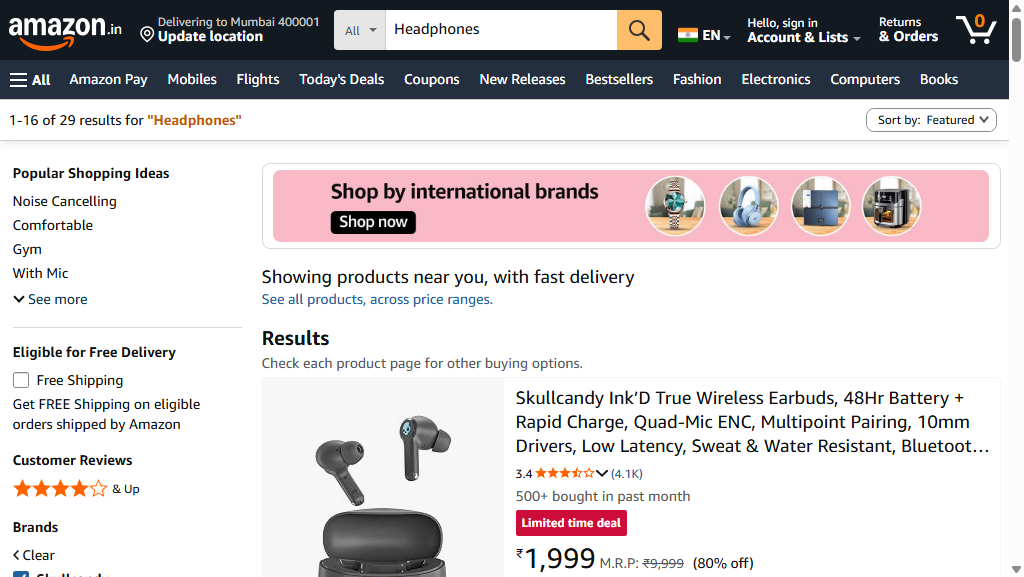 amazon.in
Delivering to Mumbai 400001
Update location
All
Headphones
EN
Hello, sign in
Account & Lists
Returns
& Orders
0
All
Amazon Pay
Mobiles
Flights
Today's Deals
Coupons
New Releases
Bestsellers
Fashion
Electronics
Computers
Books
1-16 of 29 results for "Headphones"
Sort by: Featured
Popular Shopping Ideas
Noise Cancelling
Comfortable
Gym
With Mic
See more
Eligible for Free Delivery
Free Shipping
Get FREE Shipping on eligible
orders shipped by Amazon
Customer Reviews
& Up
Brands
Clear
Skullcandy
Shop by international brands
Shop now
Showing products near you, with fast delivery
See all products, across price ranges.
Results
Check each product page for other buying options.
Skullcandy Ink’D True Wireless Earbuds, 48Hr Battery +
Rapid Charge, Quad-Mic ENC, Multipoint Pairing, 10mm
Drivers, Low Latency, Sweat & Water Resistant, Bluetoot…
3.4 (4.1K)
500+ bought in past month
Limited time deal
₹1,999 M.R.P: ₹9,999 (80% off)